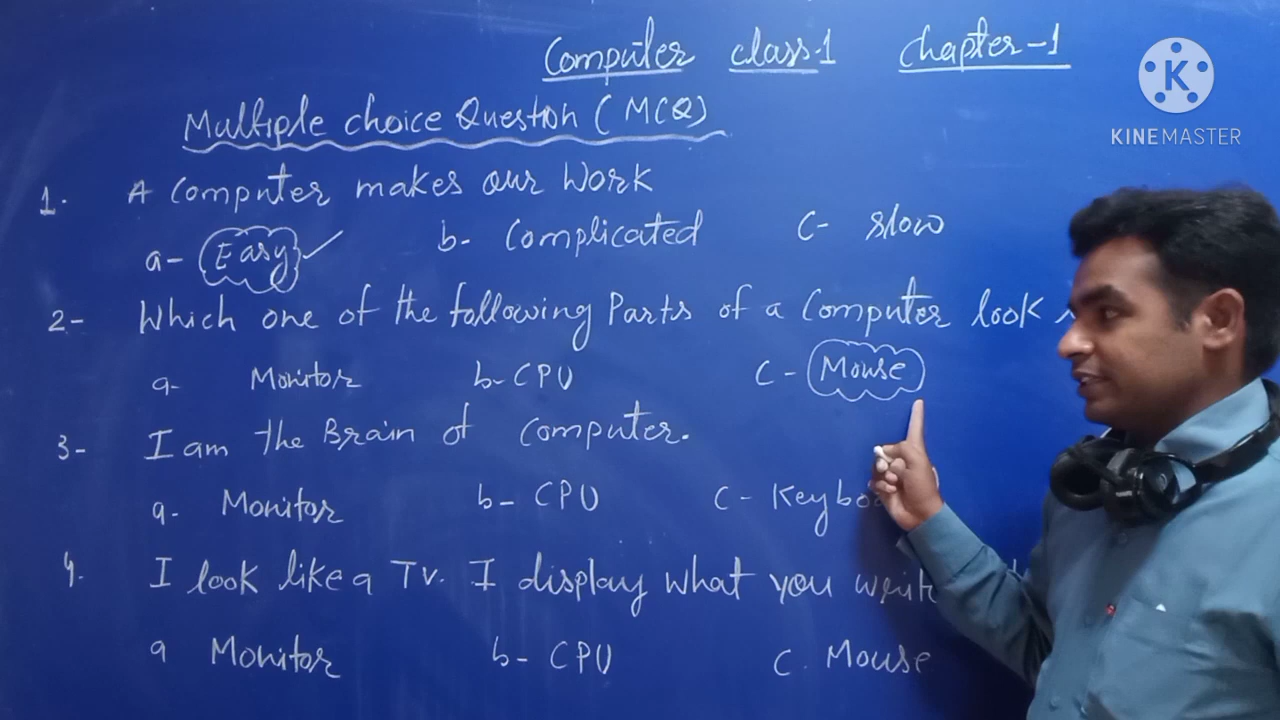 Computer class-1 Chapter-1
K
KINEMASTER
Multiple choice Question (MCQ)
1. A Computer makes our Work
a- Easy ✓ b- Complicated C- slow
2- Which one of the following Parts of a Computer look
a- Monitor b- CPU C- Mouse
3- I am the Brain of Computer.
a- Monitor b- CPU C- Keybo
4. I look like a TV. I display what you write
a Monitor b- CPU C. Mouse